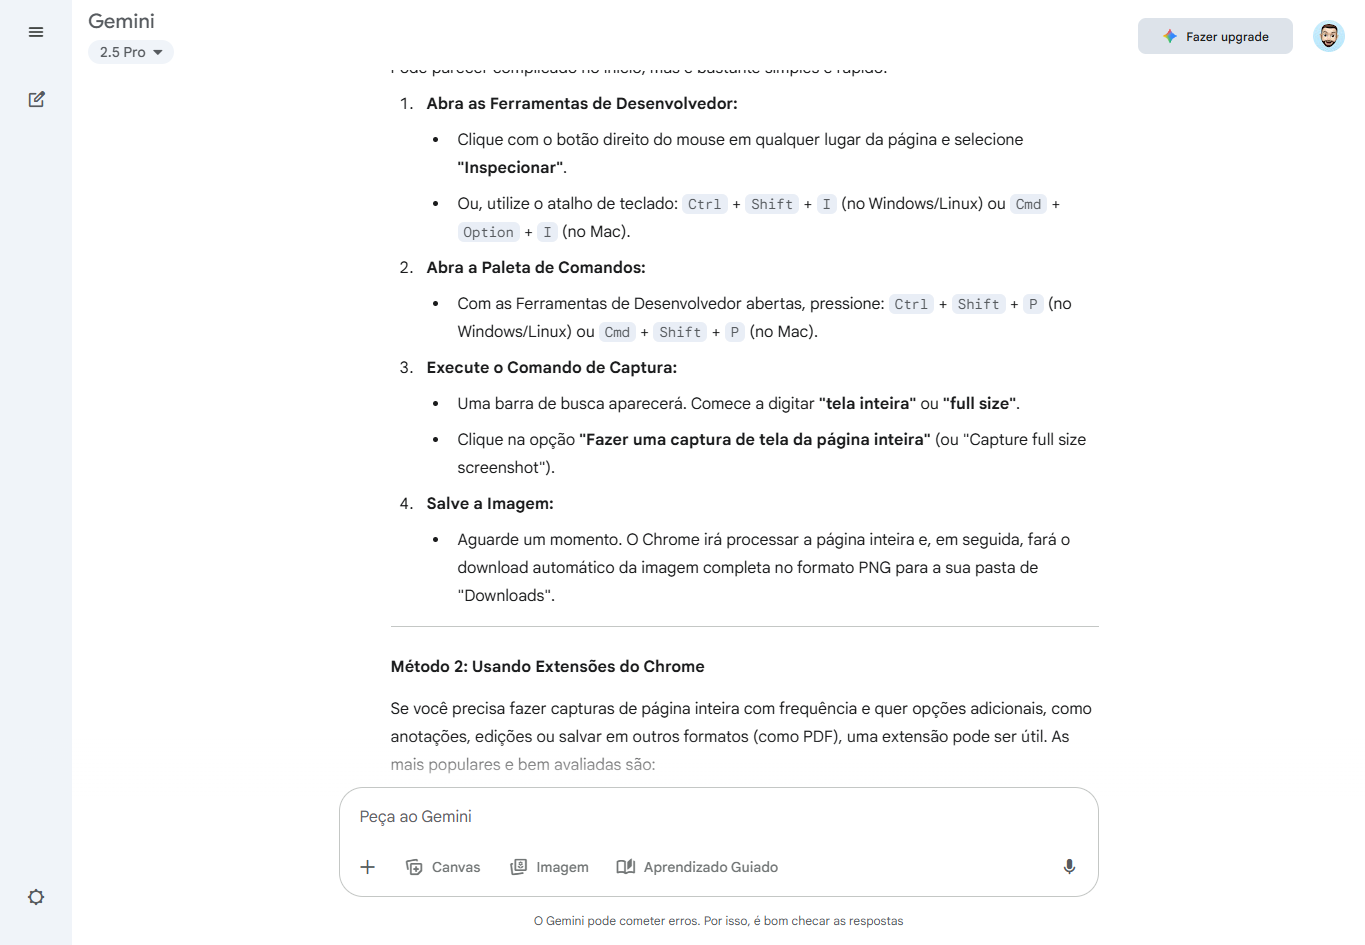 Gemini
2.5 Pro
Fazer upgrade
Pode parecer complicado no início, mas é bastante simples e rápido.
1. Abra as Ferramentas de Desenvolvedor:
• Clique com o botão direito do mouse em qualquer lugar da página e selecione
"Inspecionar".
• Ou, utilize o atalho de teclado: Ctrl + Shift + I (no Windows/Linux) ou Cmd +
Option + I (no Mac).
2. Abra a Paleta de Comandos:
• Com as Ferramentas de Desenvolvedor abertas, pressione: Ctrl + Shift + P (no
Windows/Linux) ou Cmd + Shift + P (no Mac).
3. Execute o Comando de Captura:
• Uma barra de busca aparecerá. Comece a digitar "tela inteira" ou "full size".
• Clique na opção "Fazer uma captura de tela da página inteira" (ou "Capture full size
screenshot").
4. Salve a Imagem:
• Aguarde um momento. O Chrome irá processar a página inteira e, em seguida, fará o
download automático da imagem completa no formato PNG para a sua pasta de
"Downloads".
Método 2: Usando Extensões do Chrome
Se você precisa fazer capturas de página inteira com frequência e quer opções adicionais, como
anotações, edições ou salvar em outros formatos (como PDF), uma extensão pode ser útil. As
mais populares e bem avaliadas são:
Peça ao Gemini
Canvas Imagem Aprendizado Guiado
O Gemini pode cometer erros. Por isso, é bom checar as respostas